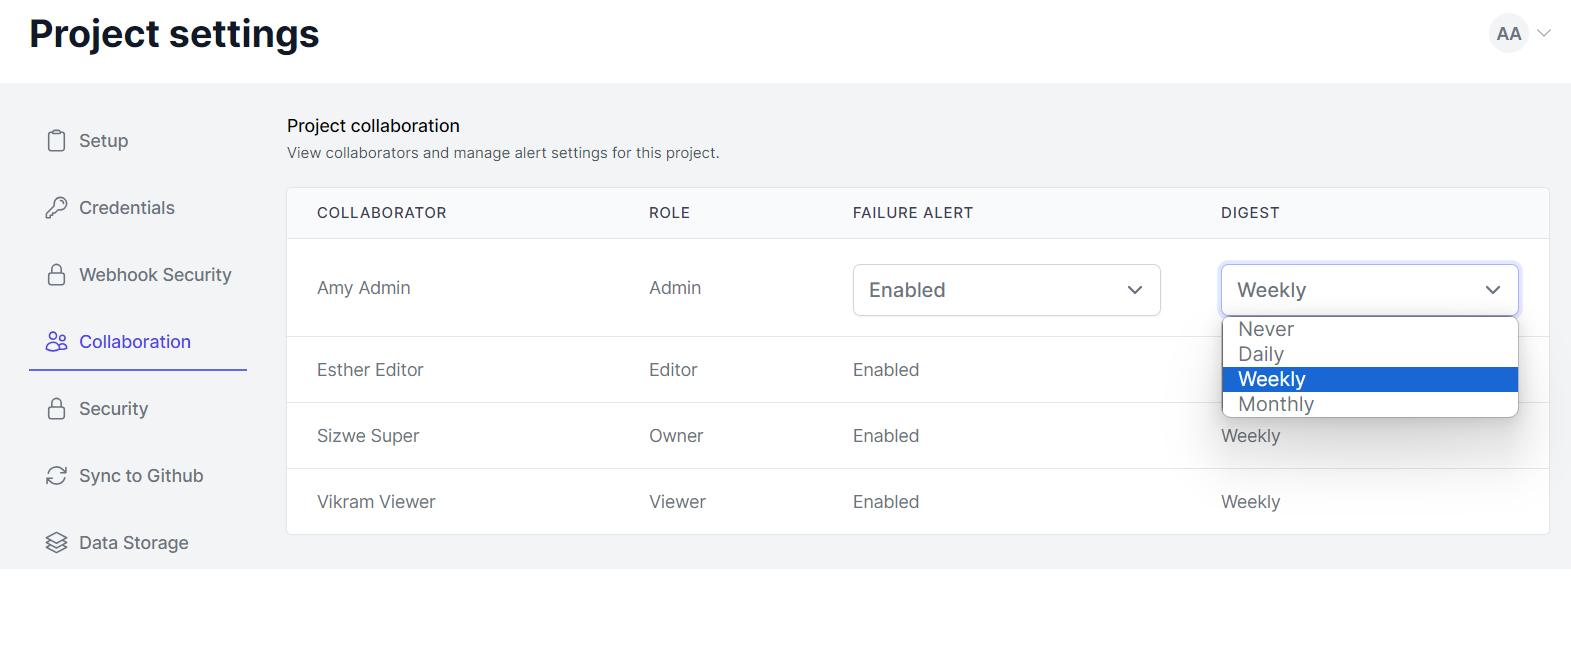 Project settings
AA
Setup
Credentials
Webhook Security
Collaboration
Security
Sync to Github
Data Storage
Project collaboration
View collaborators and manage alert settings for this project.
COLLABORATOR ROLE FAILURE ALERT DIGEST
Amy Admin Admin Enabled Weekly
Never
Daily
Weekly
Monthly
Esther Editor Editor Enabled
Sizwe Super Owner Enabled Weekly
Vikram Viewer Viewer Enabled Weekly